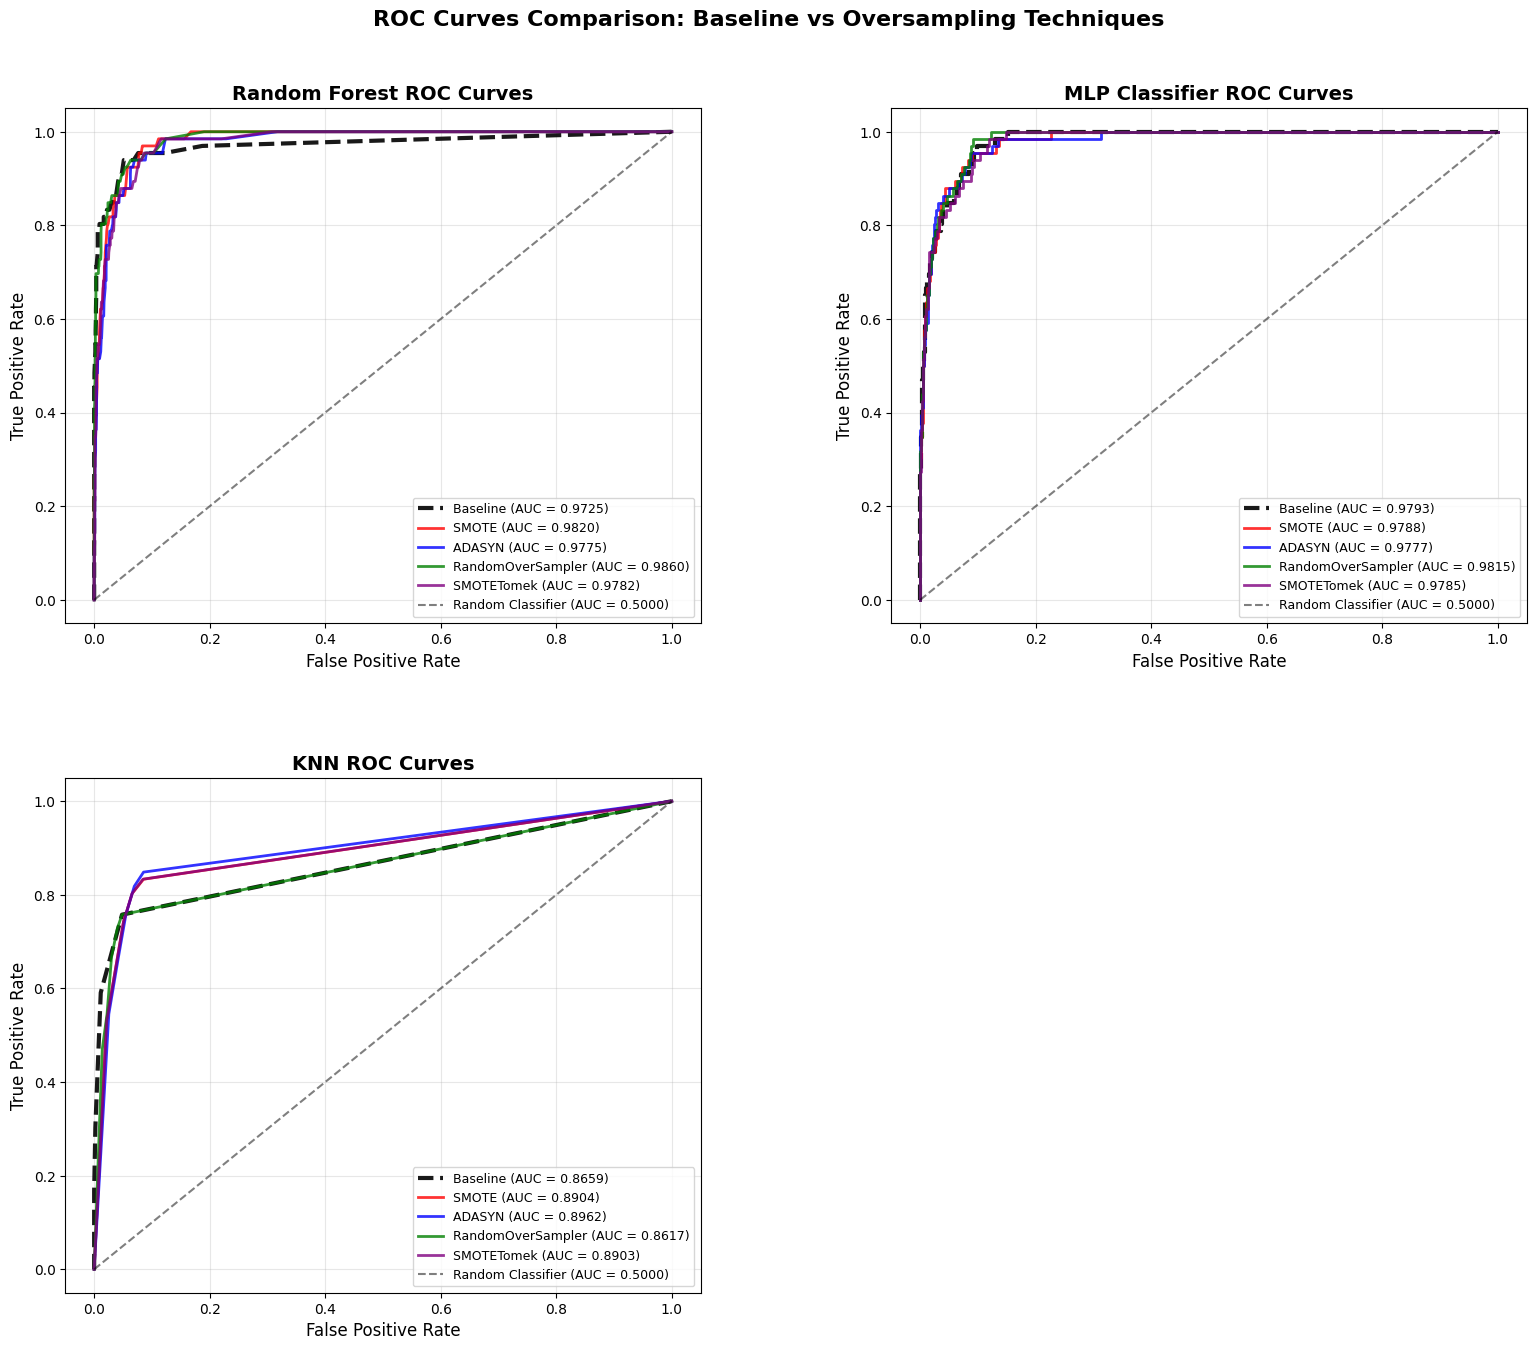 ROC Curves Comparison: Baseline vs Oversampling Techniques
Random Forest ROC Curves
True Positive Rate
1.0
0.8
0.6
0.4
0.2
0.0
Baseline (AUC = 0.9725)
SMOTE (AUC = 0.9820)
ADASYN (AUC = 0.9775)
RandomOverSampler (AUC = 0.9860)
SMOTETomek (AUC = 0.9782)
Random Classifier (AUC = 0.5000)
0.0 0.2 0.4 0.6 0.8 1.0
False Positive Rate
MLP Classifier ROC Curves
True Positive Rate
1.0
0.8
0.6
0.4
0.2
0.0
Baseline (AUC = 0.9793)
SMOTE (AUC = 0.9788)
ADASYN (AUC = 0.9777)
RandomOverSampler (AUC = 0.9815)
SMOTETomek (AUC = 0.9785)
Random Classifier (AUC = 0.5000)
0.0 0.2 0.4 0.6 0.8 1.0
False Positive Rate
KNN ROC Curves
True Positive Rate
1.0
0.8
0.6
0.4
0.2
0.0
Baseline (AUC = 0.8659)
SMOTE (AUC = 0.8904)
ADASYN (AUC = 0.8962)
RandomOverSampler (AUC = 0.8617)
SMOTETomek (AUC = 0.8903)
Random Classifier (AUC = 0.5000)
0.0 0.2 0.4 0.6 0.8 1.0
False Positive Rate